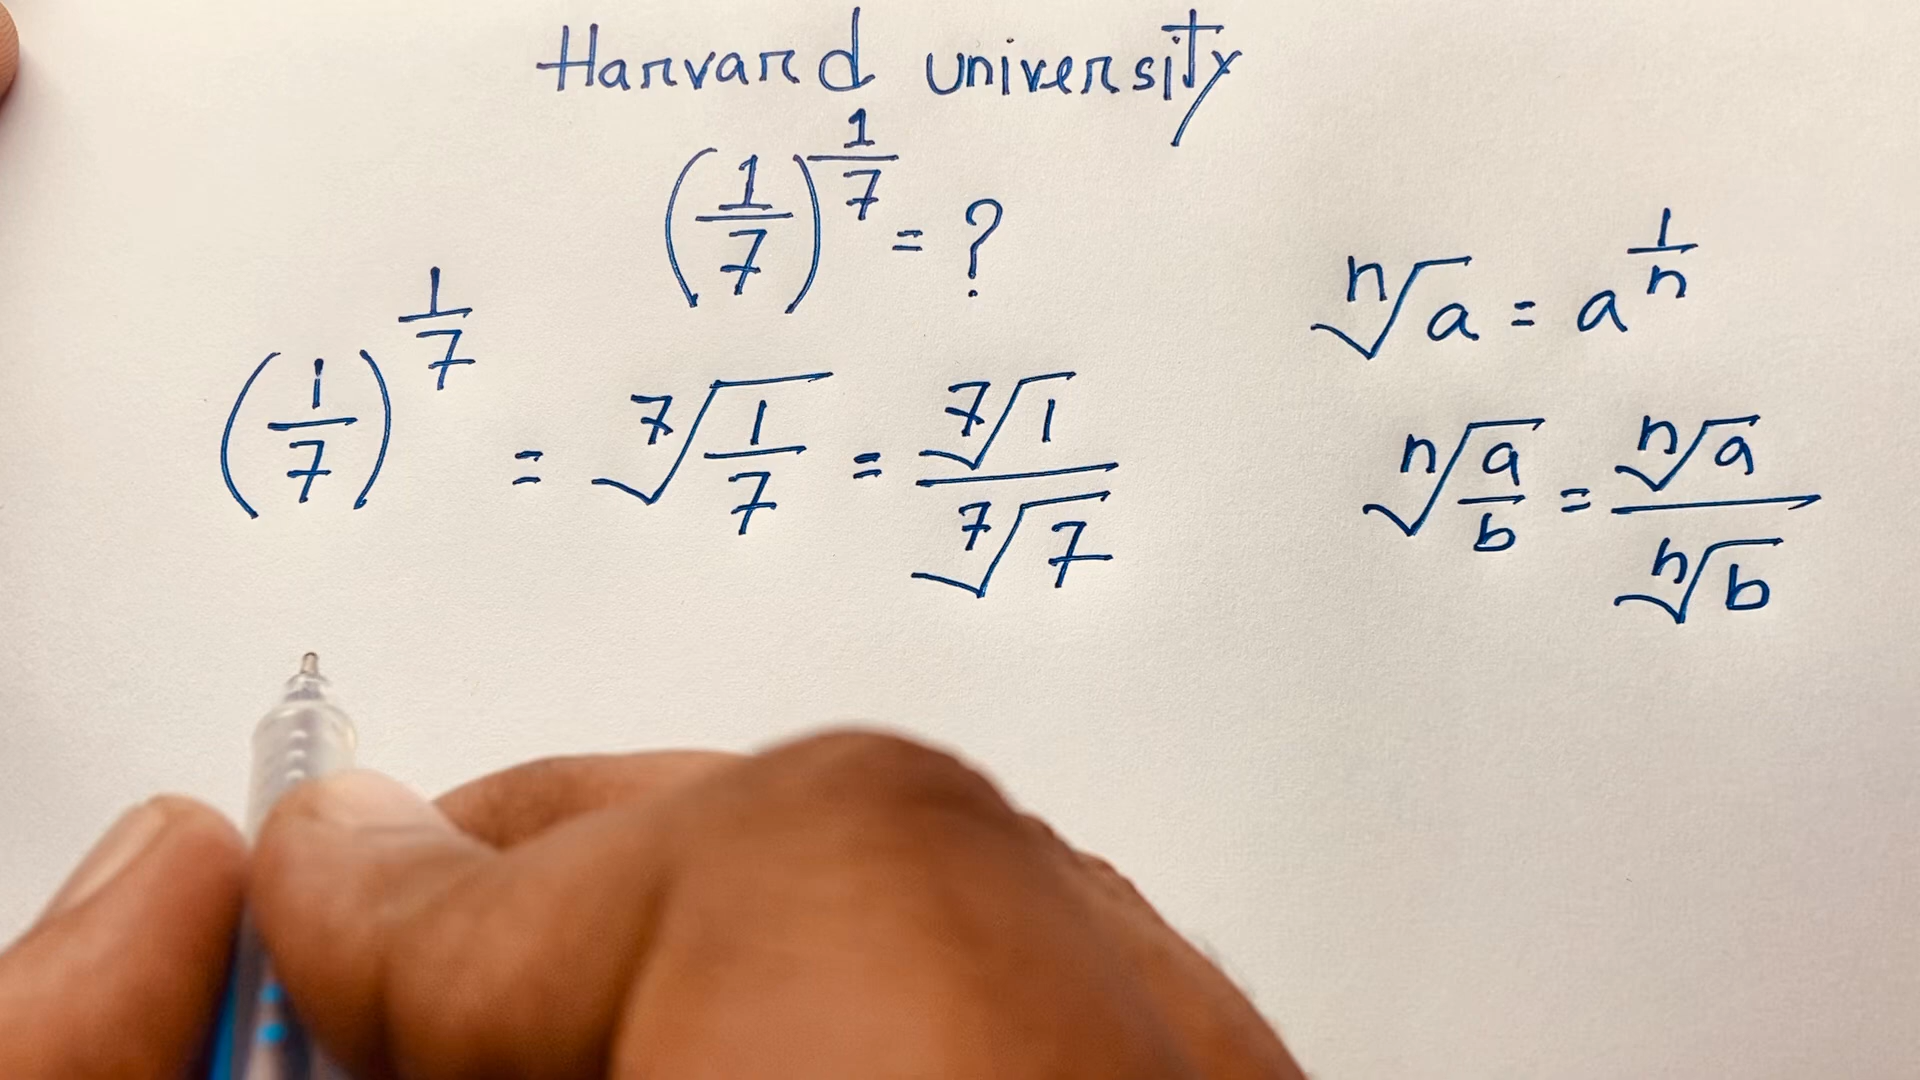 Harvard university
(1/7)^(1/7) = ?
(1/7)^(1/7) = ⁷√(1/7) = ⁷√1 / ⁷√7
ⁿ√a = a^(1/n)
ⁿ√(a/b) = ⁿ√a / ⁿ√b